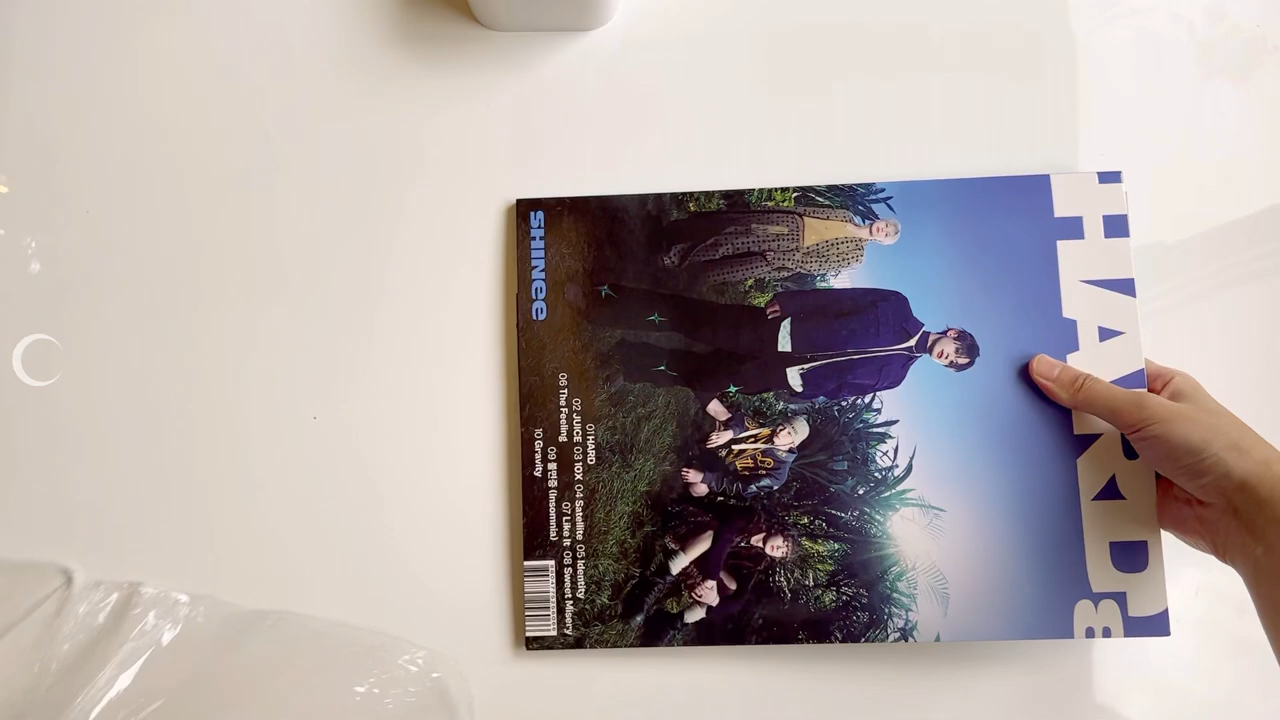 HARD
8
SHINee
01 HARD
02 JUICE 03 10X 04 Satellite 05 Identity
06 The Feeling 07 Like It 08 Sweet Misery
09 불면증 (Insomnia)
10 Gravity